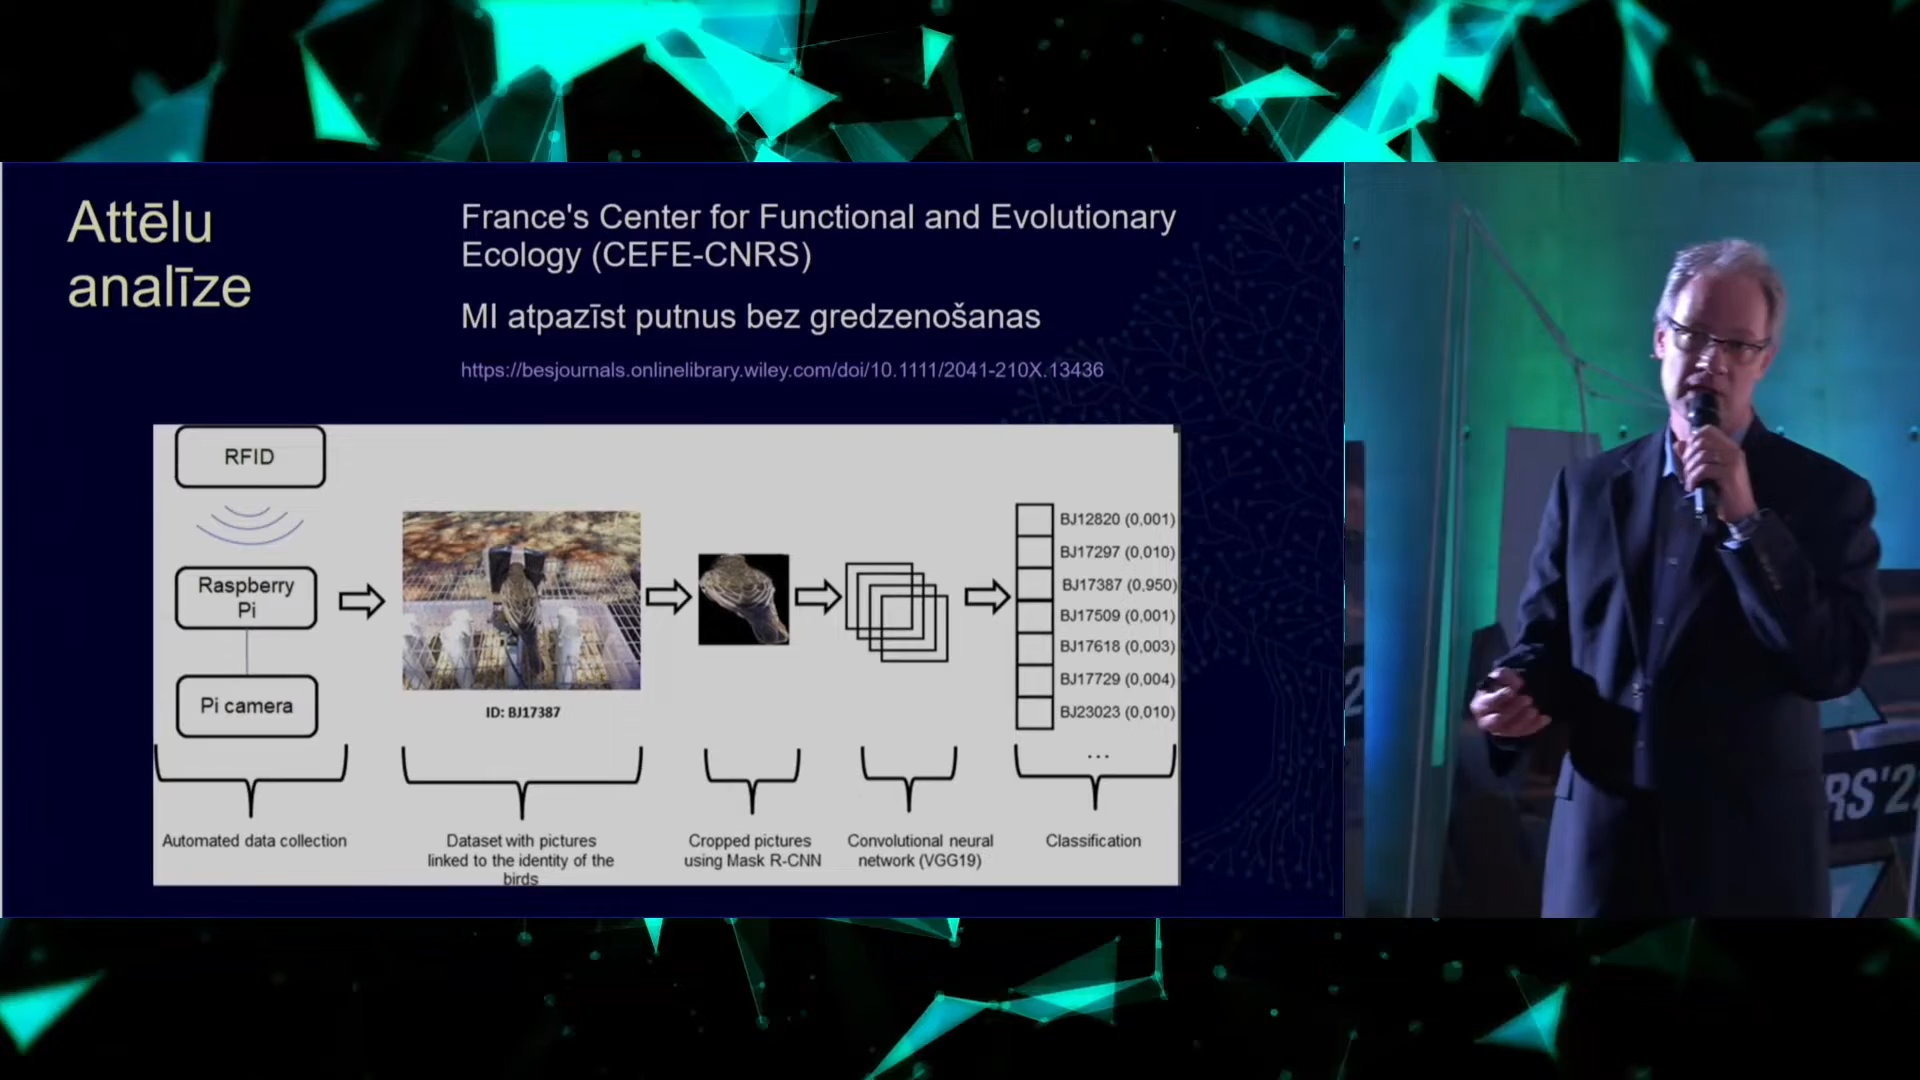 Attēlu
analīze
France's Center for Functional and Evolutionary
Ecology (CEFE-CNRS)
MI atpazīst putnus bez gredzenošanas
https://besjournals.onlinelibrary.wiley.com/doi/10.1111/2041-210X.13436
RFID
Raspberry
Pi
Pi camera
ID: BJ17387
BJ12820 (0,001)
BJ17297 (0,010)
BJ17387 (0,950)
BJ17509 (0,001)
BJ17618 (0,003)
BJ17729 (0,004)
BJ23023 (0,010)
...
Automated data collection
Dataset with pictures
linked to the identity of the
birds
Cropped pictures
using Mask R-CNN
Convolutional neural
network (VGG19)
Classification
RS'2